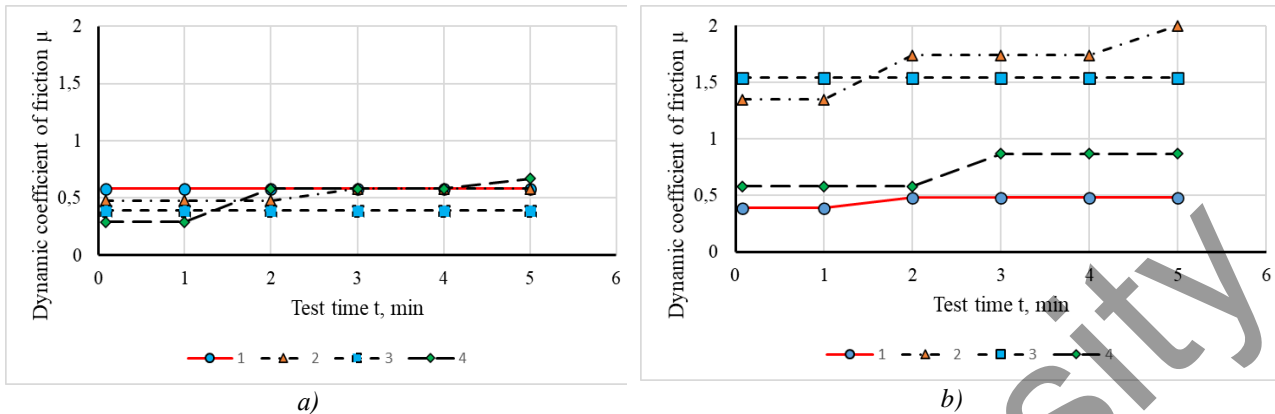 Dynamic coefficient of friction µ
2
1,5
1
0,5
0
0 1 2 3 4 5 6
Test time t, min
1 2 3 4
a)
Dynamic coefficient of friction µ
2
1,5
1
0,5
0
0 1 2 3 4 5 6
Test time t, min
1 2 3 4
b)
sity